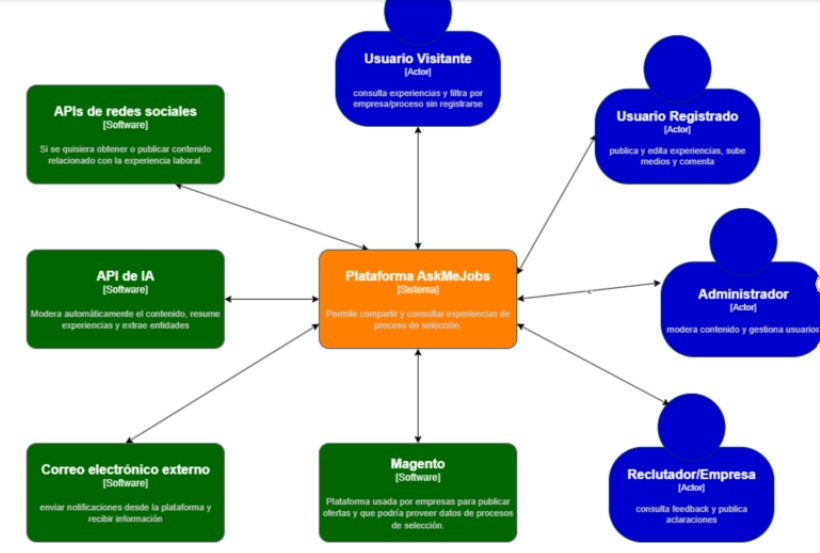 Usuario Visitante
[Actor]
consulta experiencias y filtra por
empresa/proceso sin registrarse
APIs de redes sociales
[Software]
Si se quisiera obtener o publicar contenido
relacionado con la experiencia laboral.
Usuario Registrado
[Actor]
publica y edita experiencias, sube
medios y comenta
API de IA
[Software]
Modera automáticamente el contenido, resume
experiencias y extrae entidades
Plataforma AskMeJobs
[Sistema]
Permite compartir y consultar experiencias de
proceso de selección.
Administrador
[Actor]
modera contenido y gestiona usuarios
Correo electrónico externo
[Software]
enviar notificaciones desde la plataforma y
recibir información
Magento
[Software]
Plataforma usada por empresas para publicar
ofertas y que podría proveer datos de procesos
de selección.
Reclutador/Empresa
[Actor]
consulta feedback y publica
aclaraciones